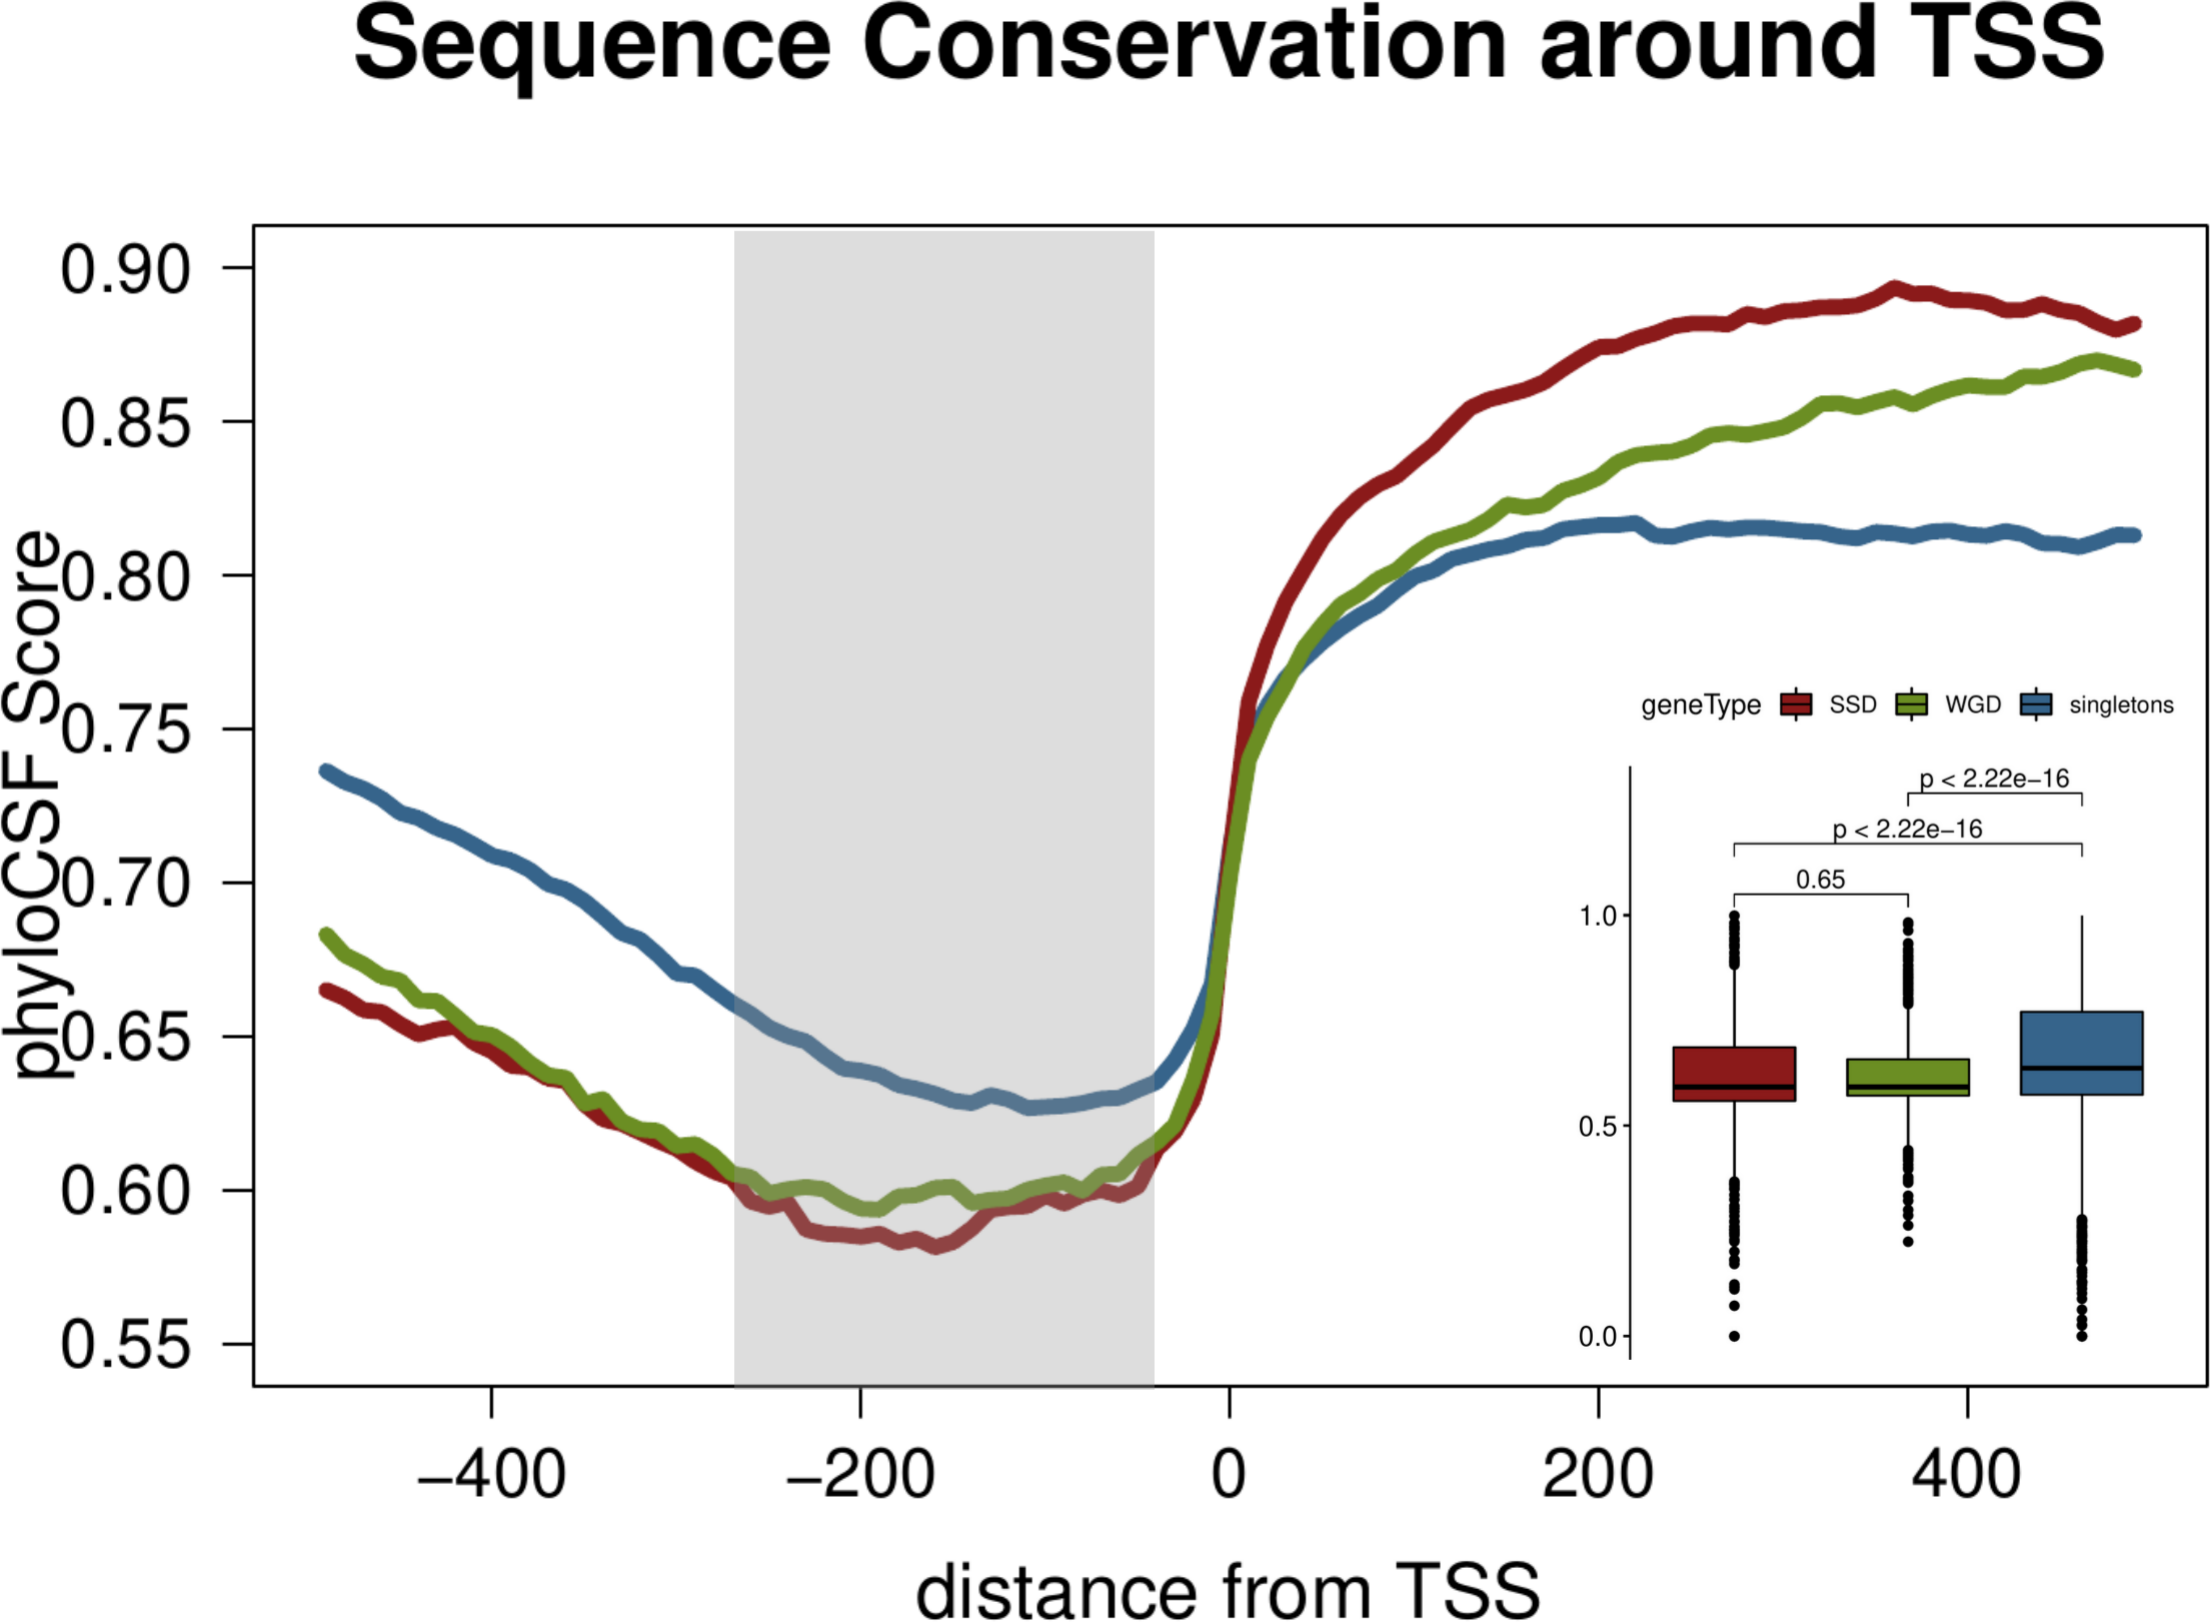 Sequence Conservation around TSS
phyloCSF Score
0.90
0.85
0.80
0.75
0.70
0.65
0.60
0.55
geneType SSD WGD singletons
p < 2.22e−16
p < 2.22e−16
0.65
1.0
0.5
0.0
−400 −200 0 200 400
distance from TSS